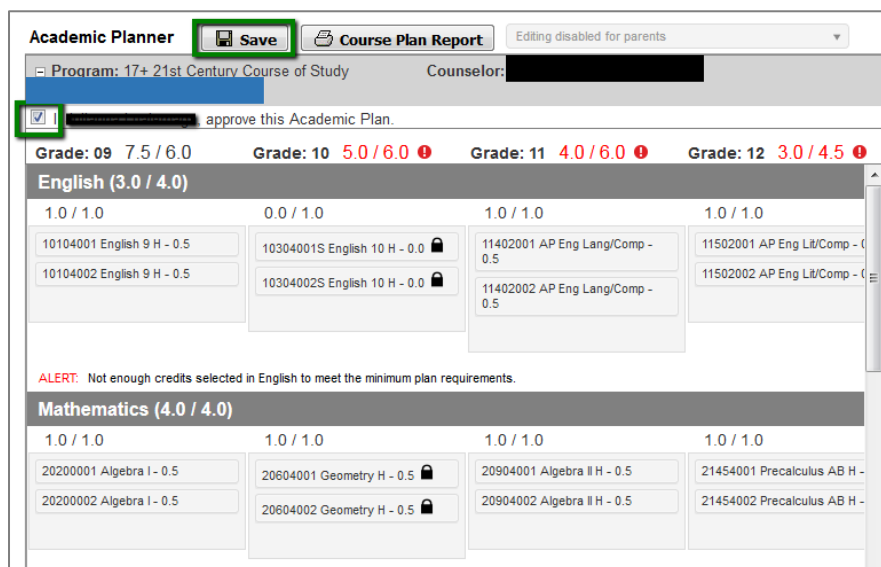 Academic Planner Save Course Plan Report Editing disabled for parents
Program: 17+ 21st Century Course of Study Counselor:
I , approve this Academic Plan.
Grade: 09 7.5 / 6.0 Grade: 10 5.0 / 6.0 Grade: 11 4.0 / 6.0 Grade: 12 3.0 / 4.5
English (3.0 / 4.0)
1.0 / 1.0 0.0 / 1.0 1.0 / 1.0 1.0 / 1.0
10104001 English 9 H - 0.5
10104002 English 9 H - 0.5
10304001S English 10 H - 0.0
10304002S English 10 H - 0.0
11402001 AP Eng Lang/Comp -
0.5
11402002 AP Eng Lang/Comp -
0.5
11502001 AP Eng Lit/Comp -
11502002 AP Eng Lit/Comp -
ALERT: Not enough credits selected in English to meet the minimum plan requirements.
Mathematics (4.0 / 4.0)
1.0 / 1.0 1.0 / 1.0 1.0 / 1.0 1.0 / 1.0
20200001 Algebra I - 0.5
20200002 Algebra I - 0.5
20604001 Geometry H - 0.5
20604002 Geometry H - 0.5
20904001 Algebra II H - 0.5
20904002 Algebra II H - 0.5
21454001 Precalculus AB H -
21454002 Precalculus AB H -